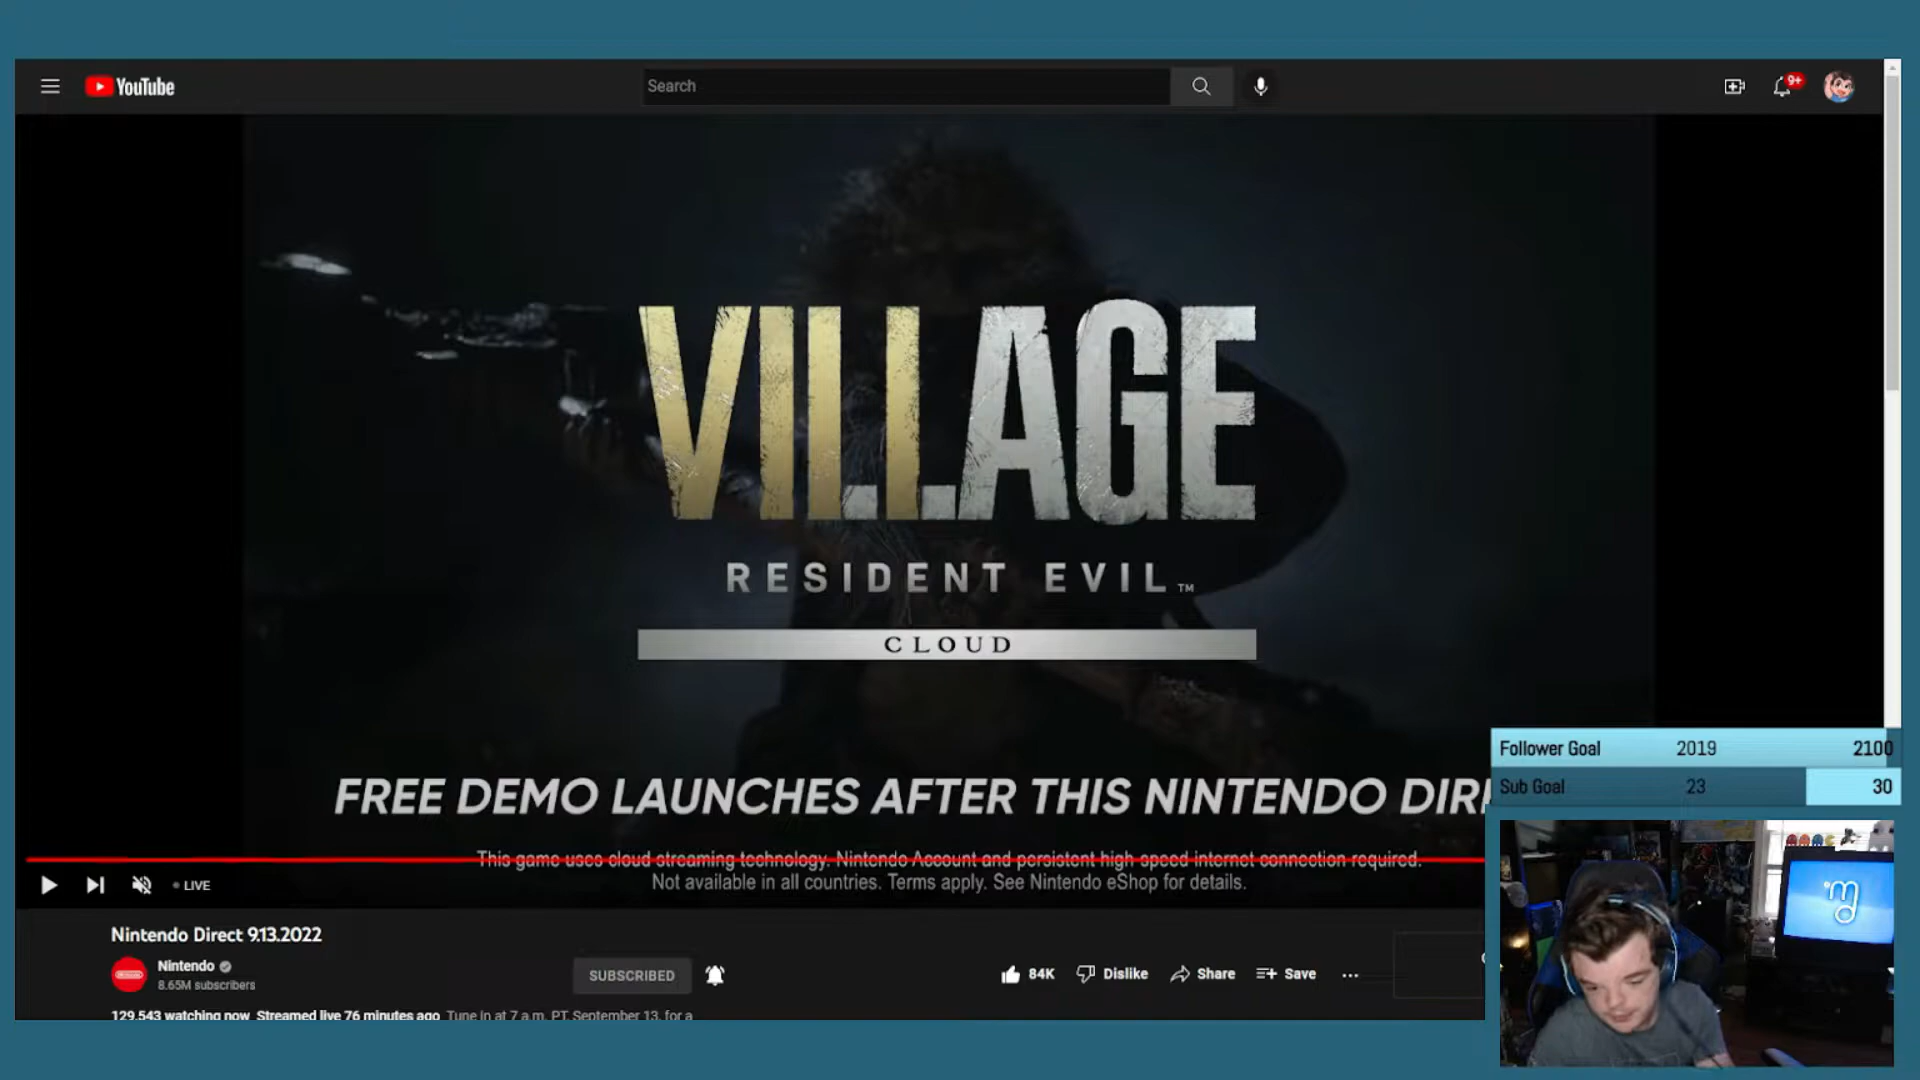 YouTube
Search
9+
VILLAGE
RESIDENT EVIL™
CLOUD
FREE DEMO LAUNCHES AFTER THIS NINTENDO
This game uses cloud streaming technology. Nintendo Account and persistent high-speed internet connection required.
Not available in all countries. Terms apply. See Nintendo eShop for details.
LIVE
Follower Goal 2019 2100
Sub Goal 23 30
Nintendo Direct 9.13.2022
Nintendo
8.65M subscribers
SUBSCRIBED
84K Dislike Share Save
129,543 watching now Streamed live 76 minutes ago Tune in at 7 a.m. PT, September 13, for a